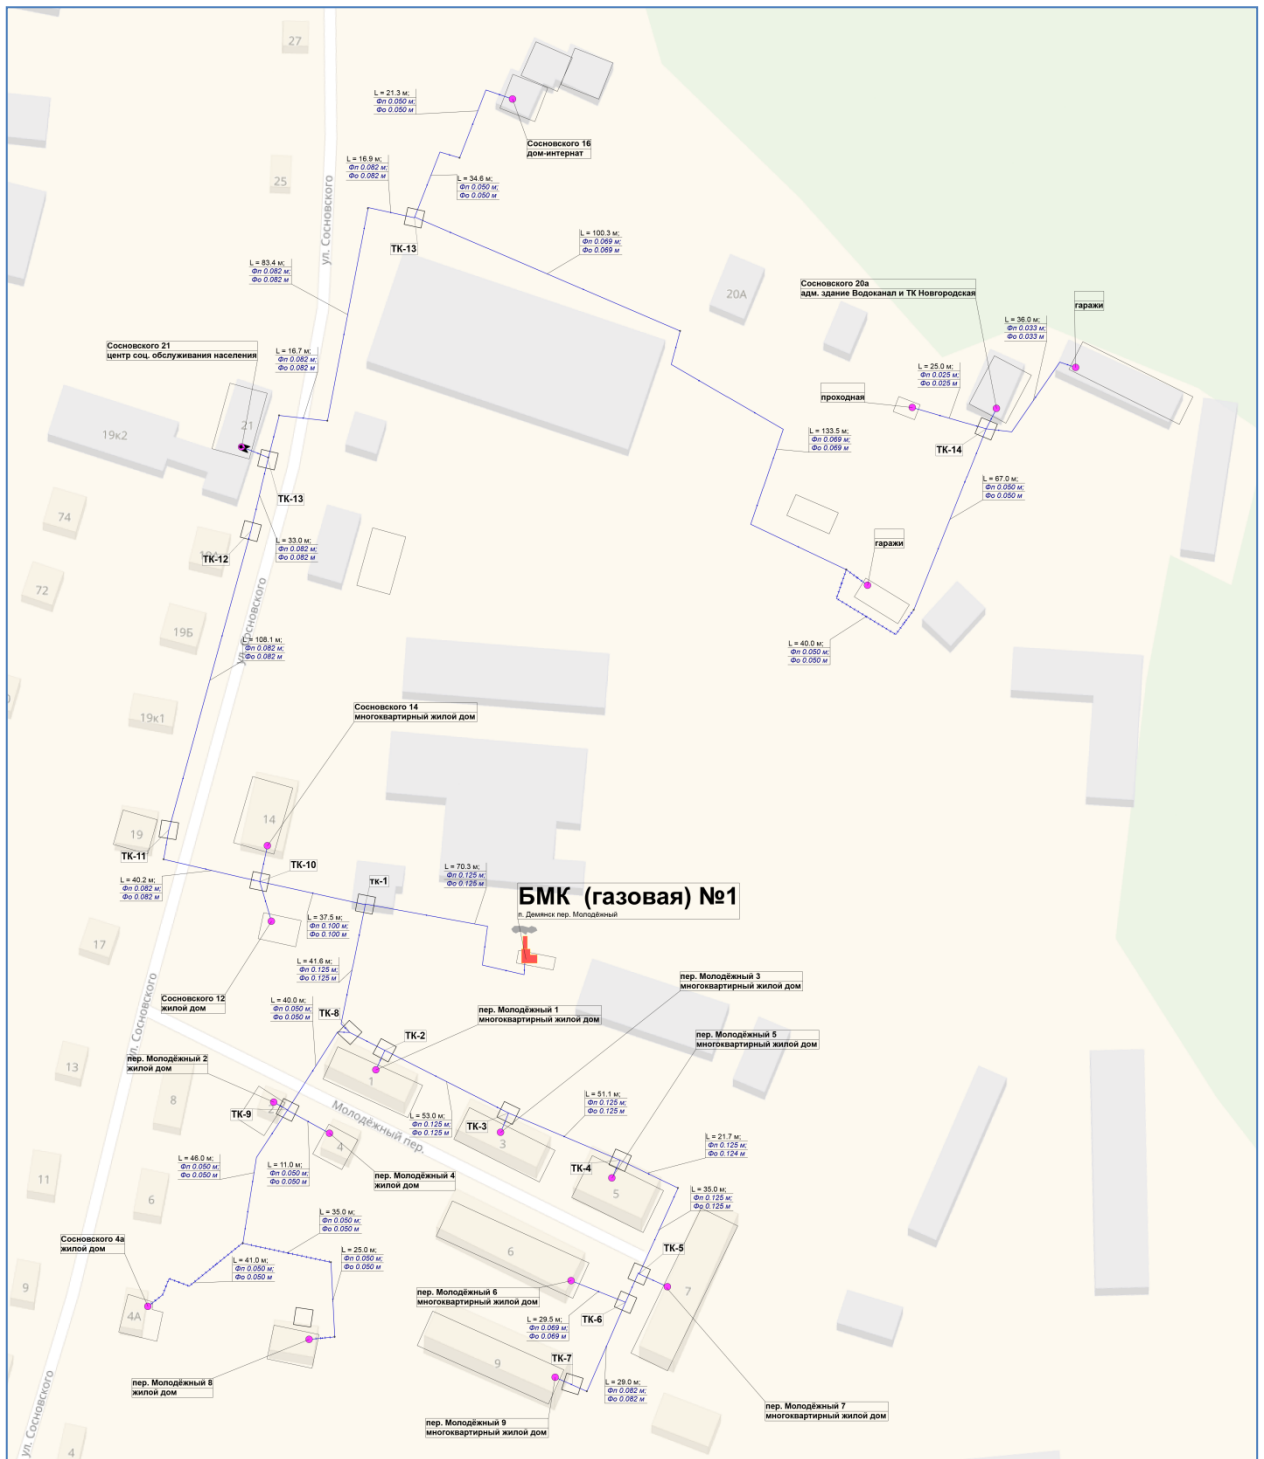 27
L = 21.3 м;
Фп 0.050 м;
Фо 0.050 м
Сосновского 16
дом-интернат
L = 16.9 м;
Фп 0.082 м;
Фо 0.082 м
25
L = 34.6 м;
Фп 0.050 м;
Фо 0.050 м
ул. Сосновского
ТК-13
L = 100.3 м;
Фп 0.069 м;
Фо 0.069 м
L = 83.4 м;
Фп 0.082 м;
Фо 0.082 м
20А
Сосновского 20а
адм. здание Водоканал и ТК Новгородская
гаражи
L = 36.0 м;
Фп 0.033 м;
Фо 0.033 м
Сосновского 21
центр соц. обслуживания населения
L = 16.7 м;
Фп 0.082 м;
Фо 0.082 м
L = 25.0 м;
Фп 0.025 м;
Фо 0.025 м
проходная
19к2
21
L = 133.5 м;
Фп 0.069 м;
Фо 0.069 м
ТК-14
L = 67.0 м;
Фп 0.050 м;
Фо 0.050 м
ТК-13
74
L = 33.0 м;
Фп 0.082 м;
Фо 0.082 м
ТК-12
гаражи
72
19Б
ул. Сосновского
L = 108.1 м;
Фп 0.082 м;
Фо 0.082 м
L = 40.0 м;
Фп 0.050 м;
Фо 0.050 м
19к1
Сосновского 14
многоквартирный жилой дом
19
14
ТК-11
ТК-10
L = 40.2 м;
Фп 0.082 м;
Фо 0.082 м
тк-1
L = 70.3 м;
Фп 0.125 м;
Фо 0.125 м
БМК (газовая) №1
п. Демянск пер. Молодёжный
L = 37.5 м;
Фп 0.100 м;
Фо 0.100 м
17
L = 41.6 м;
Фп 0.125 м;
Фо 0.125 м
Сосновского 12
жилой дом
L = 40.0 м;
Фп 0.050 м;
Фо 0.050 м
ТК-8
пер. Молодёжный 3
многоквартирный жилой дом
пер. Молодёжный 1
многоквартирный жилой дом
ТК-2
пер. Молодёжный 5
многоквартирный жилой дом
ул. Сосновского
пер. Молодёжный 2
жилой дом
13
8
1
ТК-9
2
Молодёжный пер.
L = 53.0 м;
Фп 0.125 м;
Фо 0.125 м
L = 51.1 м;
Фп 0.125 м;
Фо 0.125 м
ТК-3
3
4
L = 21.7 м;
Фп 0.125 м;
Фо 0.124 м
L = 46.0 м;
Фп 0.050 м;
Фо 0.050 м
L = 11.0 м;
Фп 0.050 м;
Фо 0.050 м
ТК-4
пер. Молодёжный 4
жилой дом
11
6
5
L = 35.0 м;
Фп 0.125 м;
Фо 0.125 м
L = 35.0 м;
Фп 0.050 м;
Фо 0.050 м
Сосновского 4а
жилой дом
L = 41.0 м;
Фп 0.050 м;
Фо 0.050 м
L = 25.0 м;
Фп 0.050 м;
Фо 0.050 м
6
ТК-5
9
7
пер. Молодёжный 6
многоквартирный жилой дом
4А
L = 29.5 м;
Фп 0.069 м;
Фо 0.069 м
ТК-6
ТК-7
9
пер. Молодёжный 8
жилой дом
L = 29.0 м;
Фп 0.082 м;
Фо 0.082 м
пер. Молодёжный 7
многоквартирный жилой дом
пер. Молодёжный 9
многоквартирный жилой дом
ул. Сосновского
4